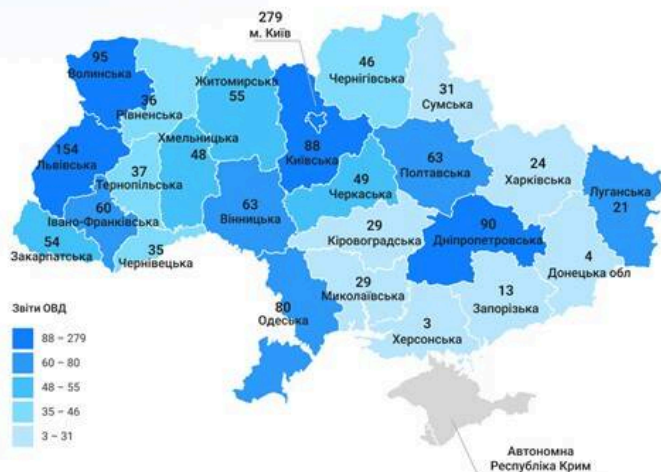 279
м. Київ
95
Волинська
36
Рівненська
Житомирська
55
46
Чернігівська
31
Сумська
154
Львівська
37
Тернопільська
Хмельницька
48
88
Київська
63
Полтавська
24
Харківська
Луганська
21
60
Івано-Франківська
63
Вінницька
49
Черкаська
90
Дніпропетровська
54
Закарпатська
35
Чернівецька
29
Кіровоградська
4
Донецька обл
80
Одеська
29
Миколаївська
13
Запорізька
3
Херсонська
Звіти ОВД
88 – 279
60 – 80
48 – 55
35 – 46
3 – 31
Автономна
Республіка Крим